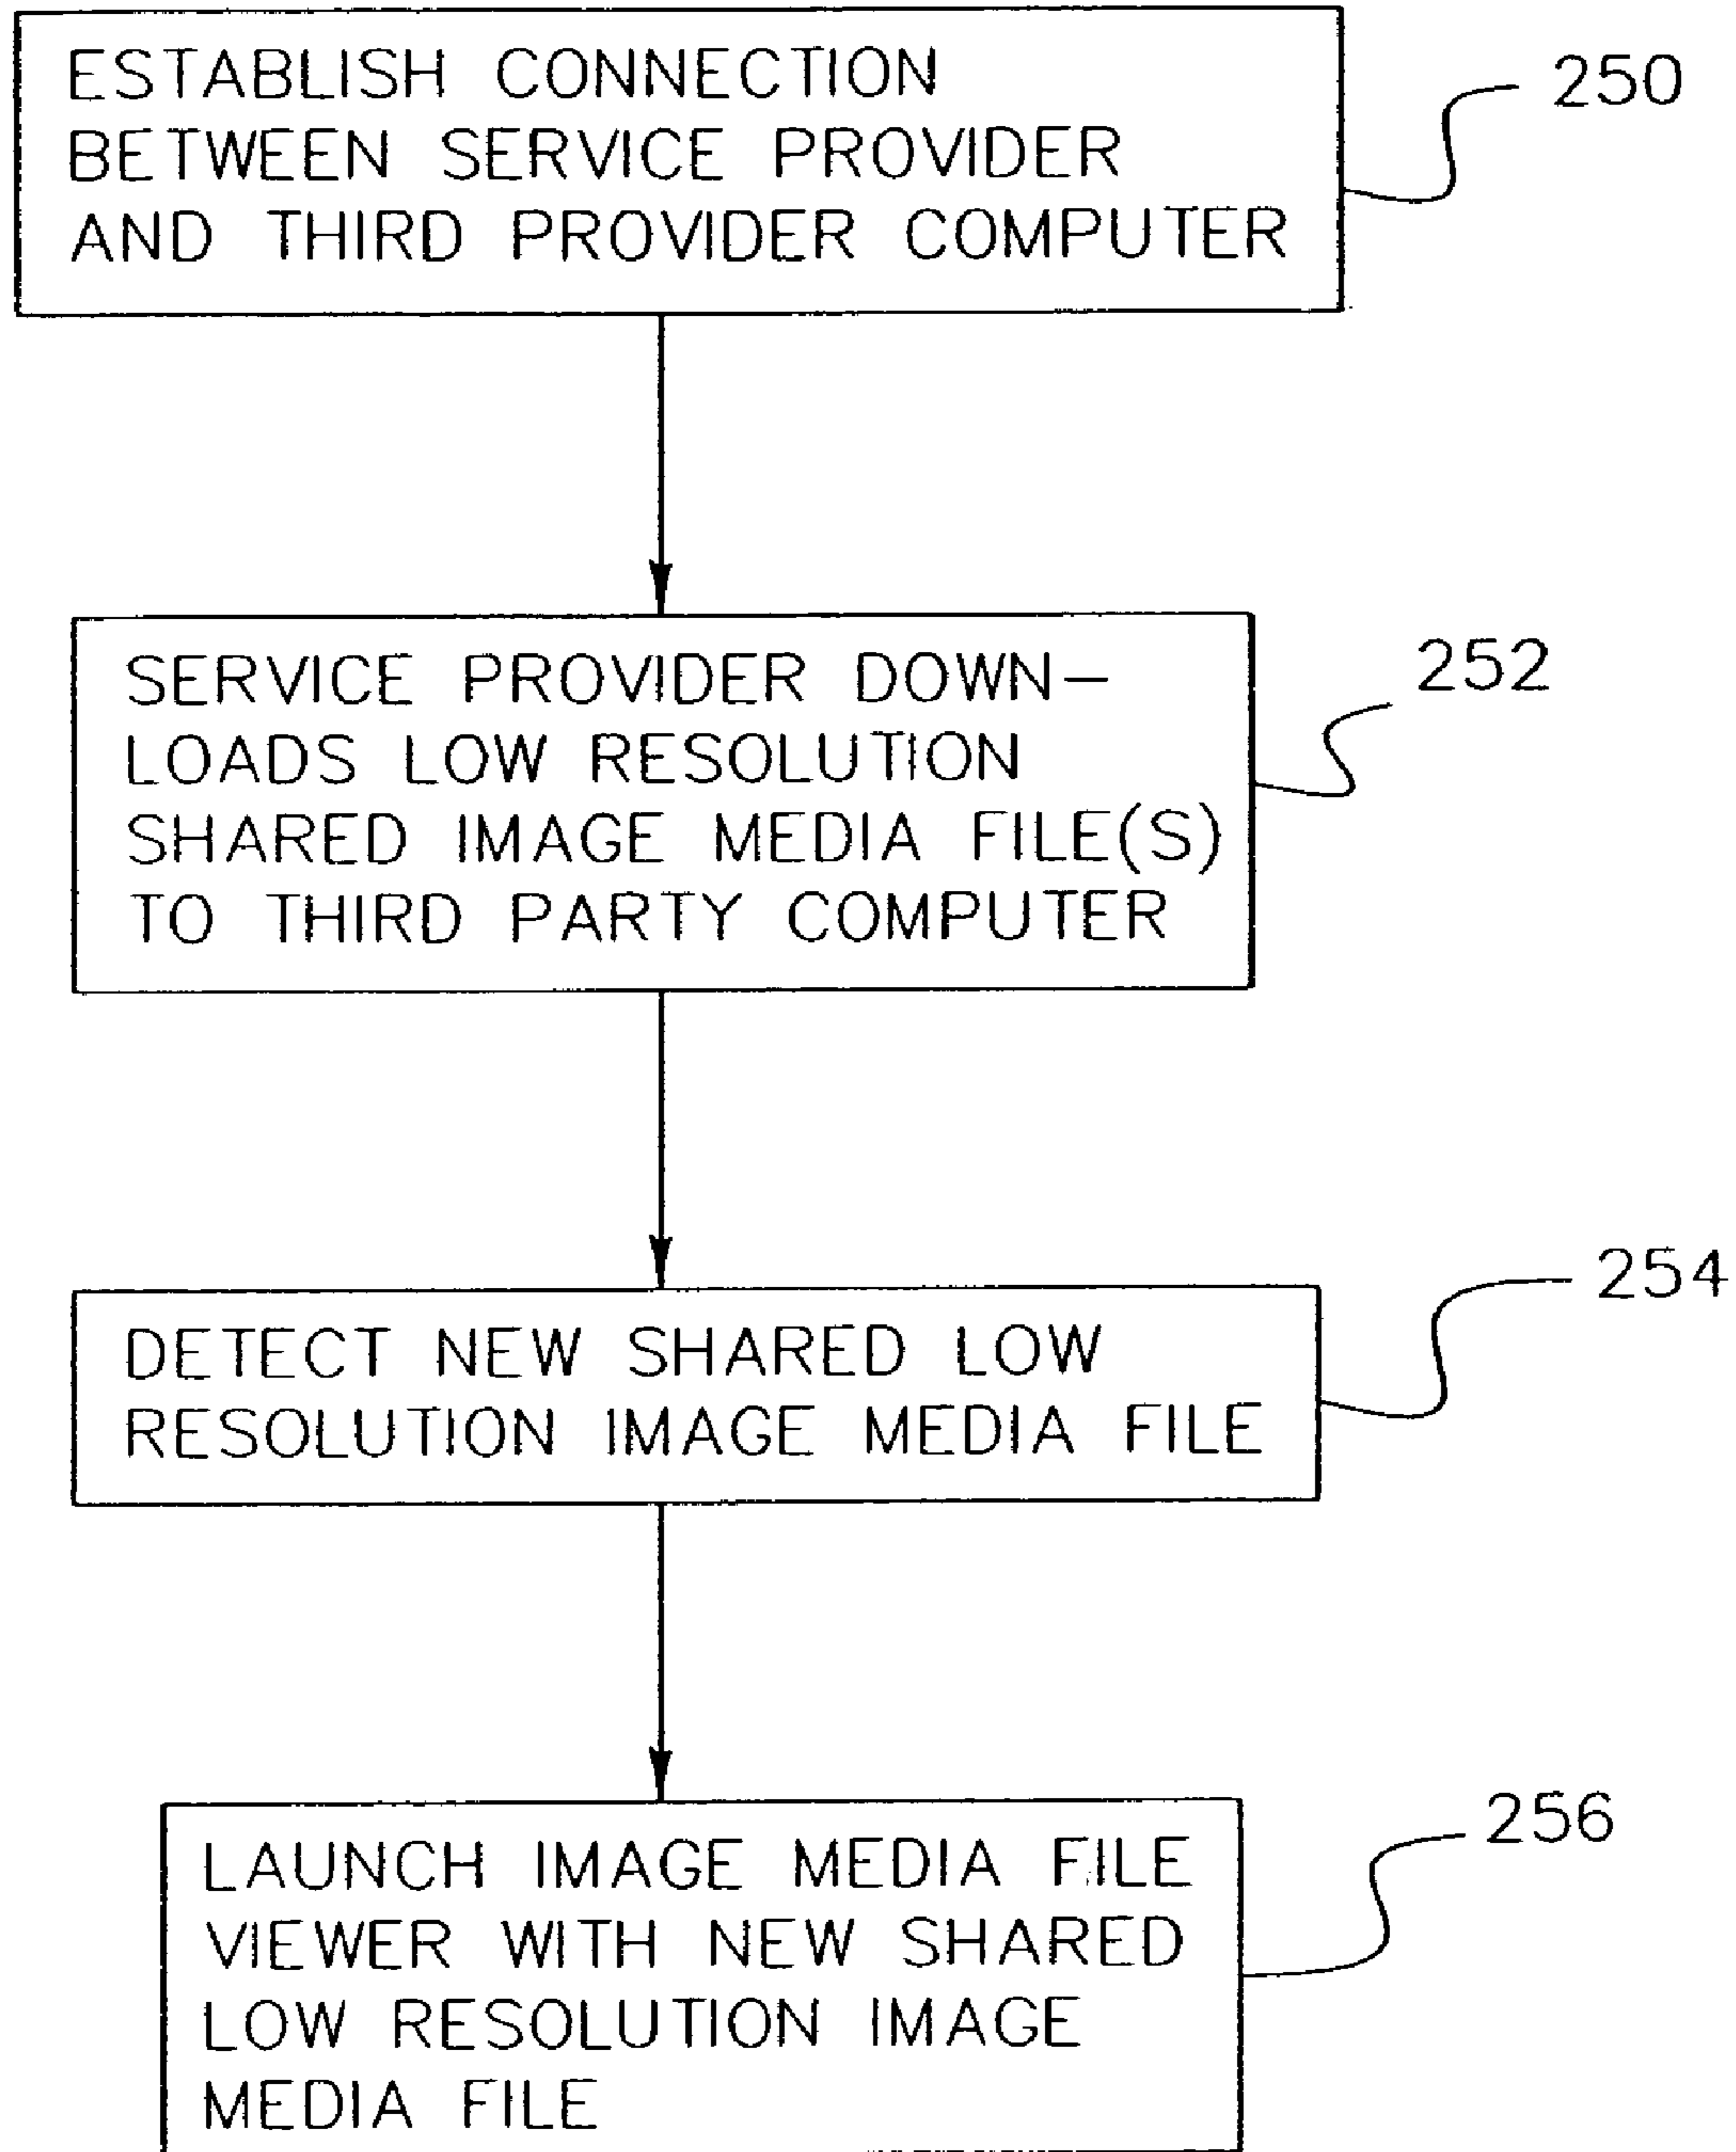 ESTABLISH CONNECTION
BETWEEN SERVICE PROVIDER
AND THIRD PROVIDER COMPUTER
250
SERVICE PROVIDER DOWN-
LOADS LOW RESOLUTION
SHARED IMAGE MEDIA FILE(S)
TO THIRD PARTY COMPUTER
252
DETECT NEW SHARED LOW
RESOLUTION IMAGE MEDIA FILE
254
LAUNCH IMAGE MEDIA FILE
VIEWER WITH NEW SHARED
LOW RESOLUTION IMAGE
MEDIA FILE
256